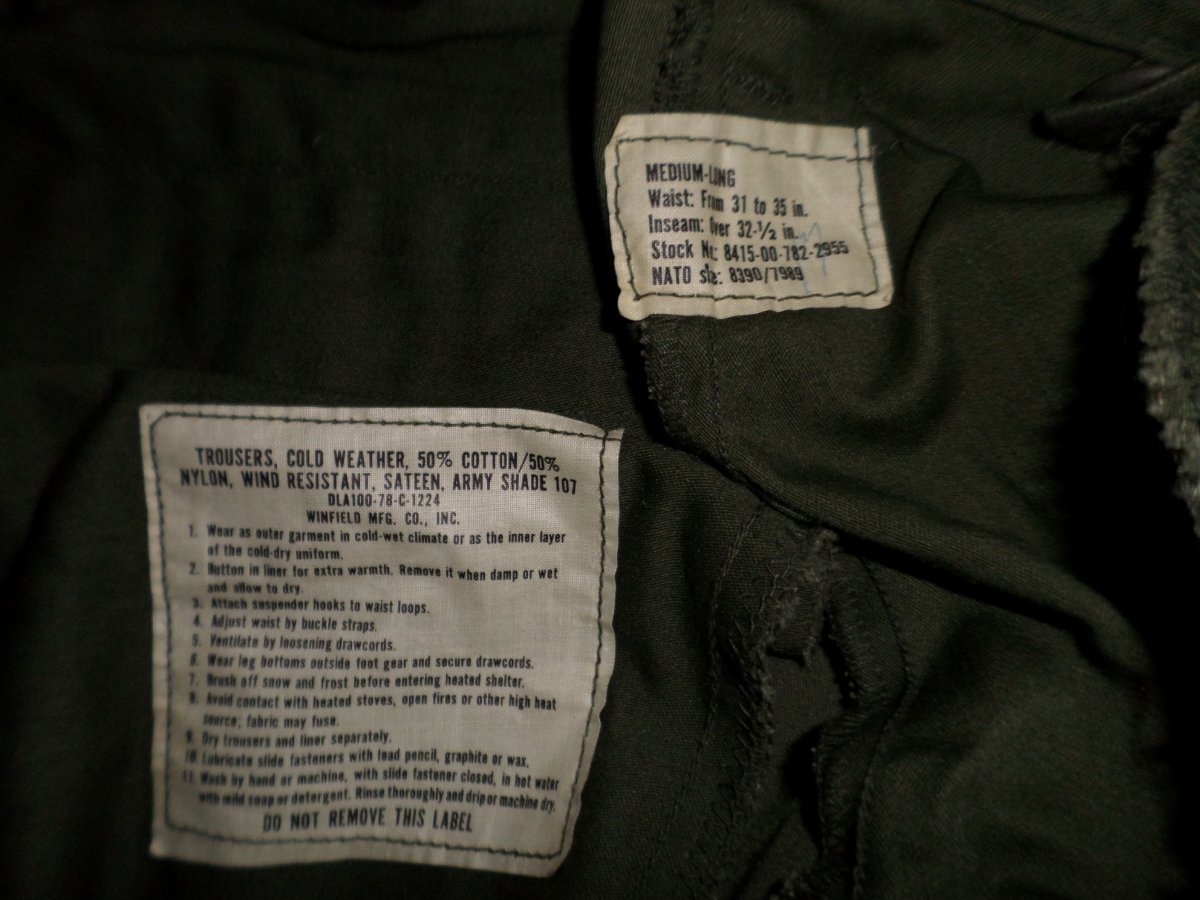 MEDIUM-LONG
Waist: From 31 to 35 in.
Inseam: Over 32-½ in.
Stock No.: 8415-00-782-2955
NATO size: 8390/7989
TROUSERS, COLD WEATHER, 50% COTTON/50%
NYLON, WIND RESISTANT, SATEEN, ARMY SHADE 107
DLA100-78-C-1224
WINFIELD MFG. CO., INC.
1. Wear as outer garment in cold-wet climate or as the inner layer
of the cold-dry uniform.
2. Button in liner for extra warmth. Remove it when damp or wet
and allow to dry.
3. Attach suspender hooks to waist loops.
4. Adjust waist by buckle straps.
5. Ventilate by loosening drawcords.
6. Wear leg bottoms outside foot gear and secure drawcords.
7. Brush off snow and frost before entering heated shelter.
8. Avoid contact with heated stoves, open fires or other high heat
source; fabric may fuse.
9. Dry trousers and liner separately.
10. Lubricate slide fasteners with lead pencil, graphite or wax.
11. Wash by hand or machine, with slide fastener closed, in hot water
with mild soap or detergent. Rinse thoroughly and drip or machine dry.
DO NOT REMOVE THIS LABEL